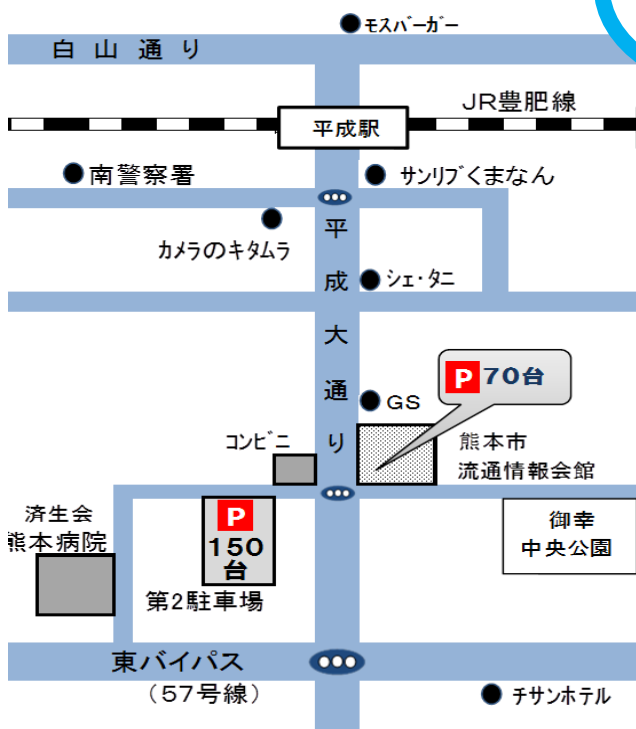 モスバーガー
白山通り
JR豊肥線
平成駅
南警察署
サンリブくまなん
カメラのキタムラ
平成大通り
シェ・タニ
P 70台
GS
コンビニ
熊本市
流通情報会館
済生会
熊本病院
P
150
台
第2駐車場
御幸
中央公園
東バイパス
(57号線)
チサンホテル